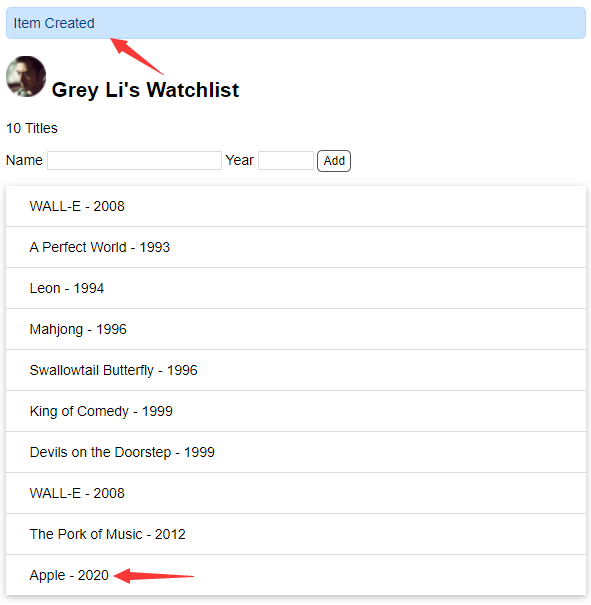 Item Created
Grey Li's Watchlist
10 Titles
Name Year Add
WALL-E - 2008
A Perfect World - 1993
Leon - 1994
Mahjong - 1996
Swallowtail Butterfly - 1996
King of Comedy - 1999
Devils on the Doorstep - 1999
WALL-E - 2008
The Pork of Music - 2012
Apple - 2020